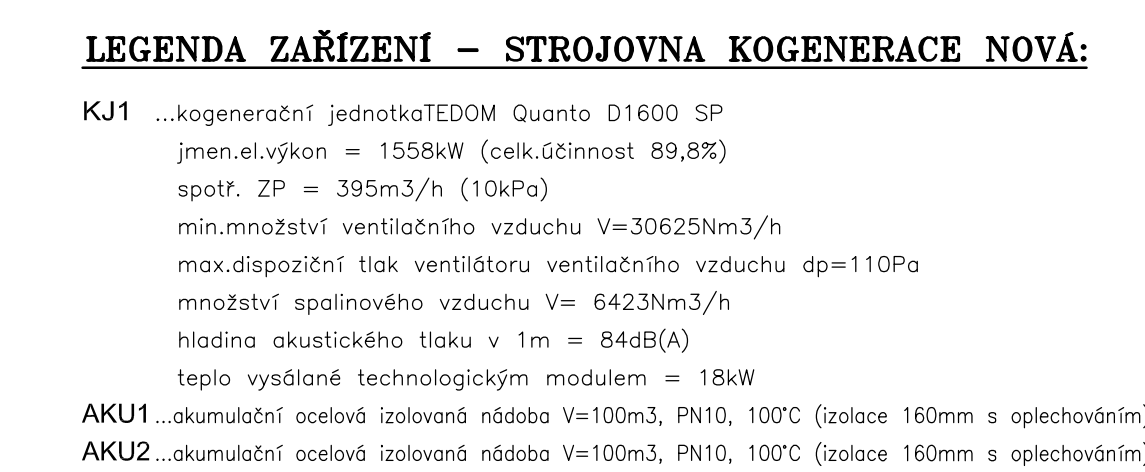 LEGENDA ZAŘÍZENÍ – STROJOVNA KOGENERACE NOVÁ:
KJ1 ...kogenerační jednotkaTEDOM Quanto D1600 SP
jmen.el.výkon = 1558kW (celk.účinnost 89,8%)
spotř. ZP = 395m3/h (10kPa)
min.množství ventilačního vzduchu V=30625Nm3/h
max.dispoziční tlak ventilátoru ventilačního vzduchu dp=110Pa
množství spalinového vzduchu V= 6423Nm3/h
hladina akustického tlaku v 1m = 84dB(A)
teplo vysálané technologickým modulem = 18kW
AKU1...akumulační ocelová izolovaná nádoba V=100m3, PN10, 100°C (izolace 160mm s oplechováním)
AKU2...akumulační ocelová izolovaná nádoba V=100m3, PN10, 100°C (izolace 160mm s oplechováním)